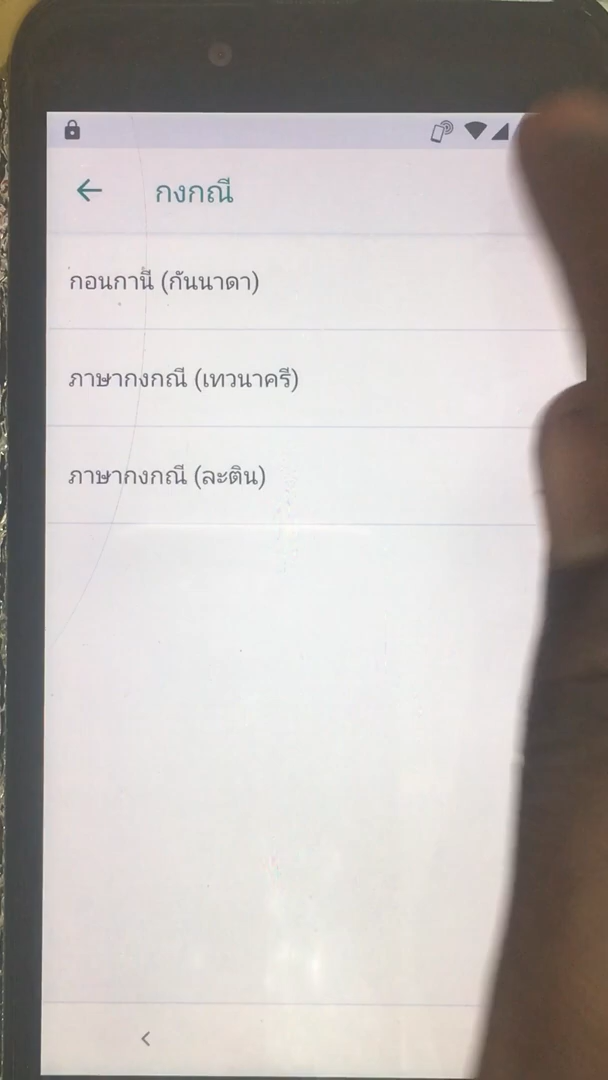 กงกณี
กอนกานี (กันนาดา)
ภาษากงกณี (เทวนาครี)
ภาษากงกณี (ละติน)